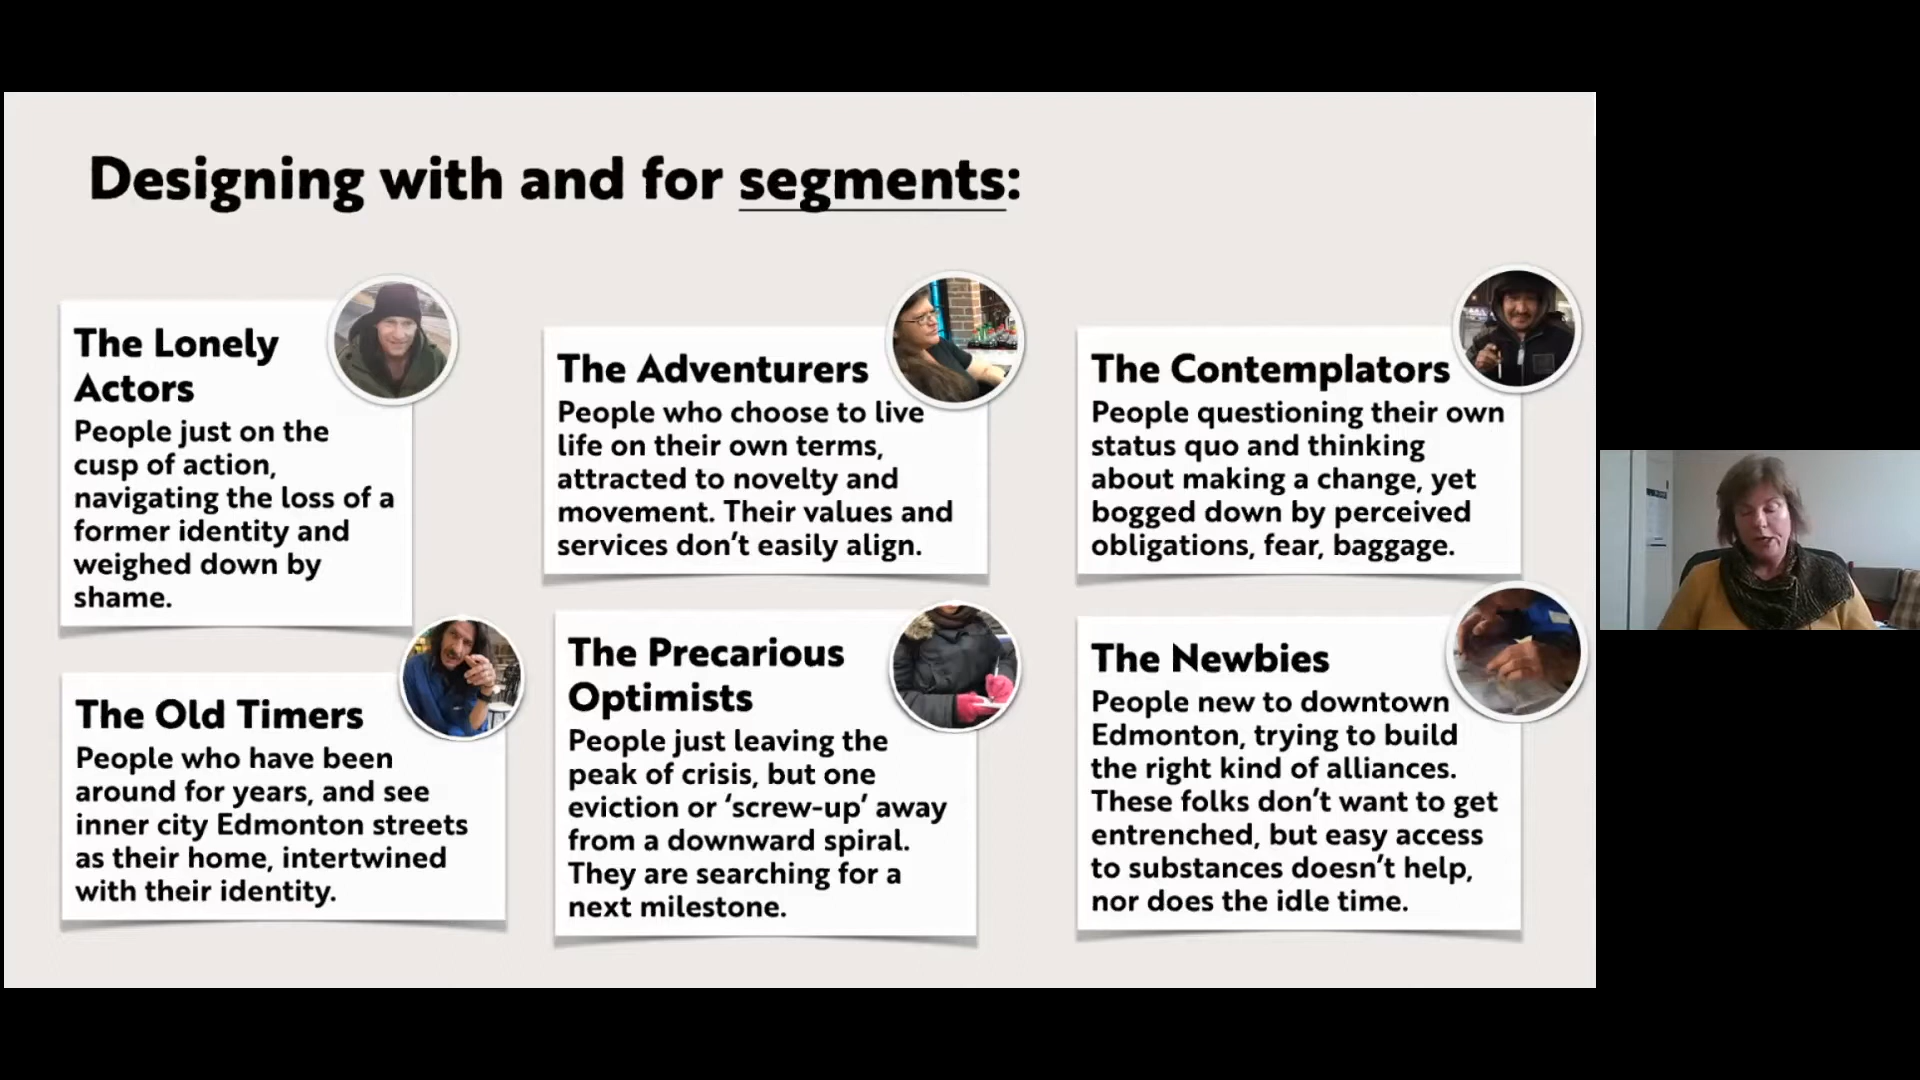 Designing with and for segments:
The Lonely
Actors
People just on the
cusp of action,
navigating the loss of a
former identity and
weighed down by
shame.
The Adventurers
People who choose to live
life on their own terms,
attracted to novelty and
movement. Their values and
services don’t easily align.
The Contemplators
People questioning their own
status quo and thinking
about making a change, yet
bogged down by perceived
obligations, fear, baggage.
The Old Timers
People who have been
around for years, and see
inner city Edmonton streets
as their home, intertwined
with their identity.
The Precarious
Optimists
People just leaving the
peak of crisis, but one
eviction or ‘screw-up’ away
from a downward spiral.
They are searching for a
next milestone.
The Newbies
People new to downtown
Edmonton, trying to build
the right kind of alliances.
These folks don’t want to get
entrenched, but easy access
to substances doesn’t help,
nor does the idle time.